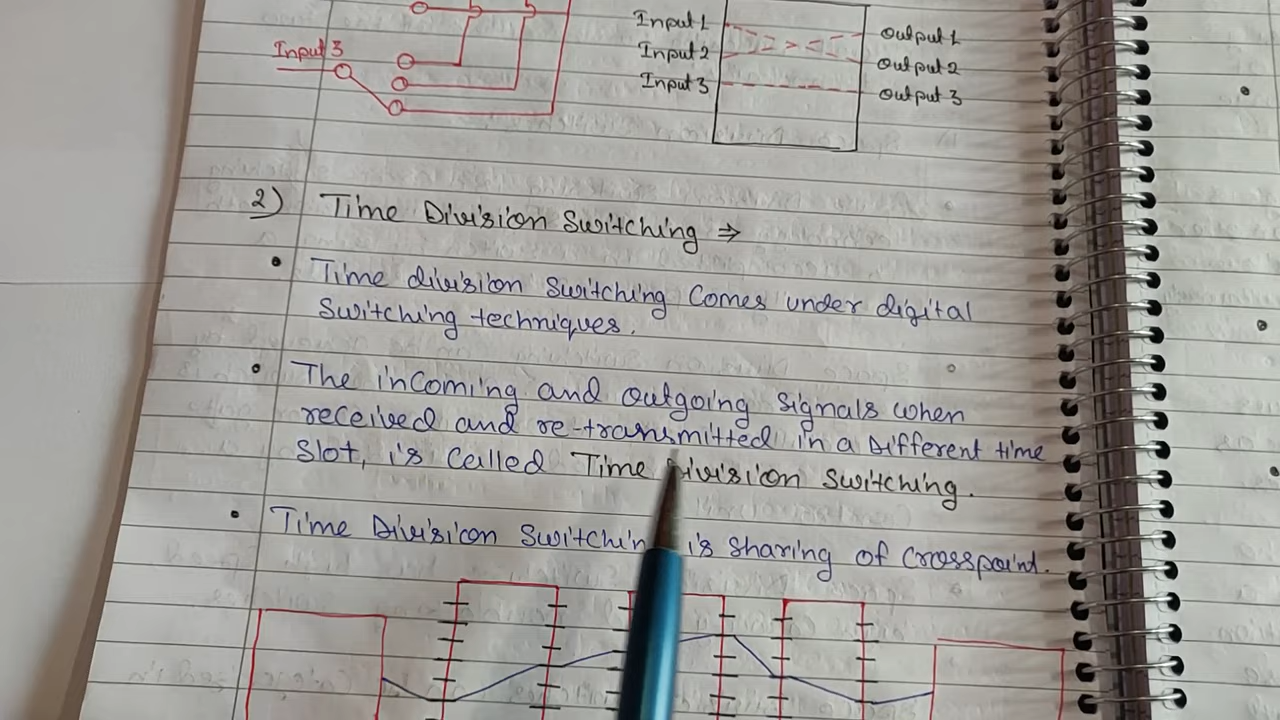 Input 3
Input 1
Input 2
Input 3
output 1
output 2
output 3
2) Time Division Switching ⇒
• Time division switching comes under digital
switching techniques.
• The incoming and outgoing signals when
received and re-transmitted in a different time
slot, is called Time Division Switching.
• Time Division Switching is sharing of crosspoint.